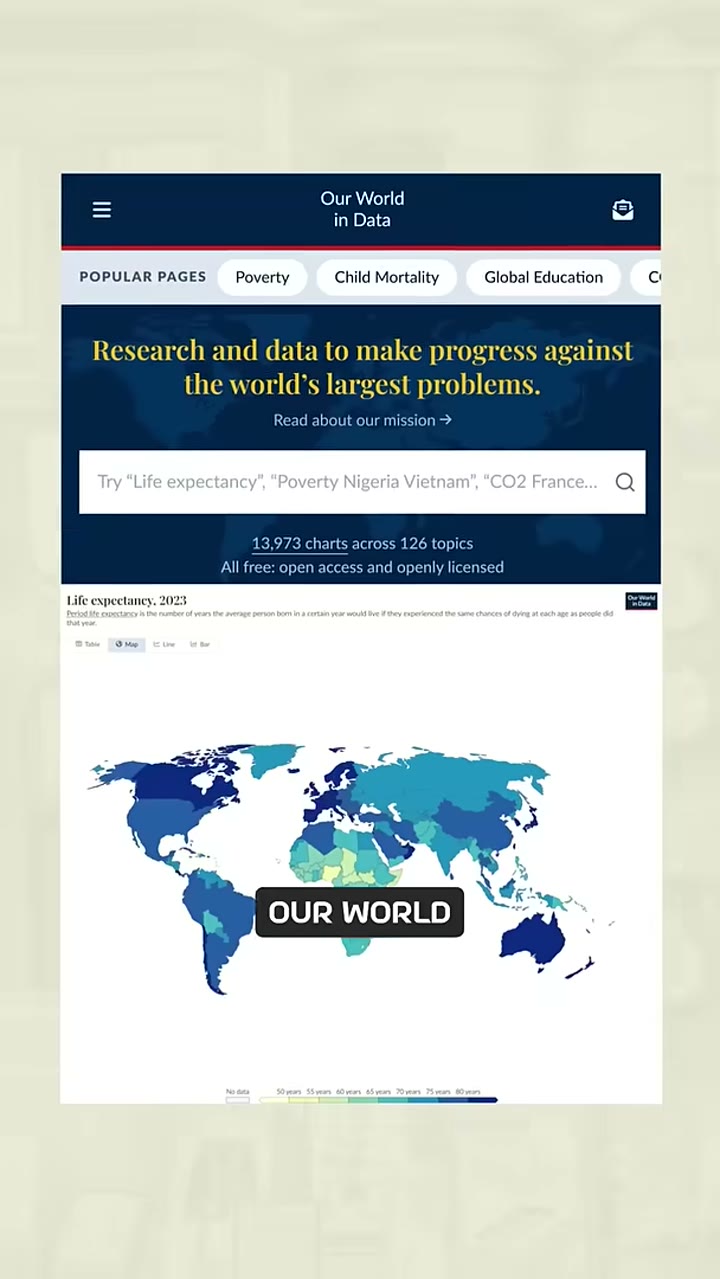 Our World
in Data
POPULAR PAGES Poverty Child Mortality Global Education
Research and data to make progress against
the world's largest problems.
Read about our mission →
Try “Life expectancy”, “Poverty Nigeria Vietnam”, “CO2 France...
13,973 charts across 126 topics
All free: open access and openly licensed
Life expectancy, 2023
Our World
in Data
Period life expectancy is the number of years the average person born in a certain year would live if they experienced the same chances of dying at each age as people did
that year.
Table Map Line Bar
OUR WORLD
No data 50 years 55 years 60 years 65 years 70 years 75 years 80 years